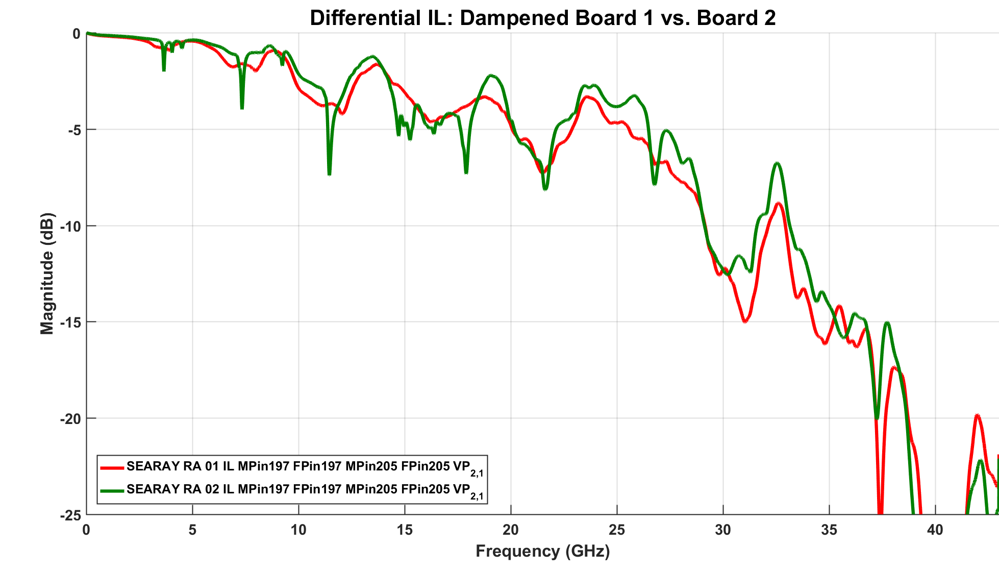 Differential IL: Dampened Board 1 vs. Board 2
0
-5
-10
-15
-20
-25
Magnitude (dB)
SEARAY RA 01 IL MPin197 FPin197 MPin205 FPin205 VP2,1
SEARAY RA 02 IL MPin197 FPin197 MPin205 FPin205 VP2,1
0 5 10 15 20 25 30 35 40
Frequency (GHz)